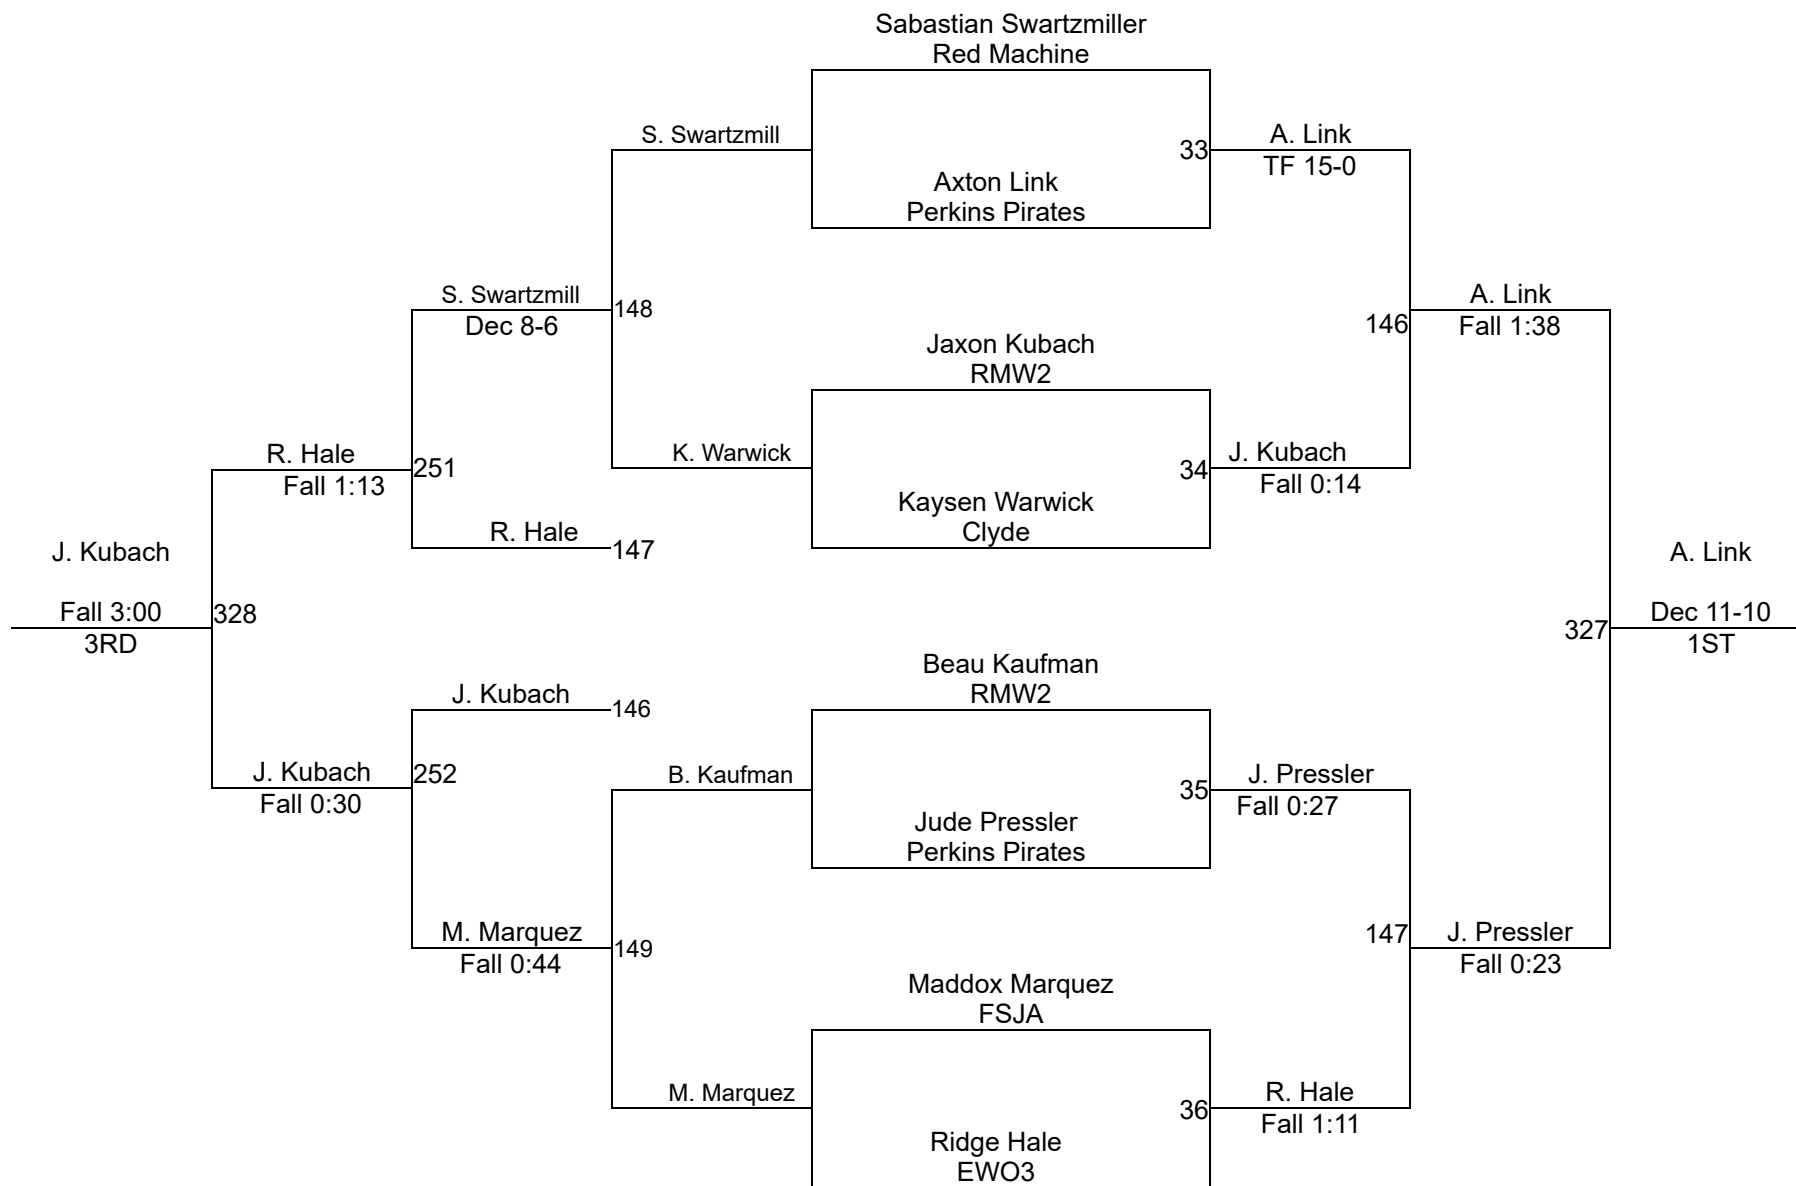 Sabastian Swartzmiller
Red Machine
S. Swartzmill
33
A. Link
TF 15-0
Axton Link
Perkins Pirates
S. Swartzmill
Dec 8-6
148
146
A. Link
Fall 1:38
Jaxon Kubach
RMW2
R. Hale
Fall 1:13
251
K. Warwick
34
J. Kubach
Fall 0:14
Kaysen Warwick
Clyde
R. Hale
147
J. Kubach
Fall 3:00
3RD
328
A. Link
Dec 11-10
1ST
327
Beau Kaufman
RMW2
J. Kubach
146
J. Kubach
Fall 0:30
252
B. Kaufman
35
J. Pressler
Fall 0:27
Jude Pressler
Perkins Pirates
M. Marquez
Fall 0:44
149
147
J. Pressler
Fall 0:23
Maddox Marquez
FSJA
M. Marquez
36
R. Hale
Fall 1:11
Ridge Hale
EWO3